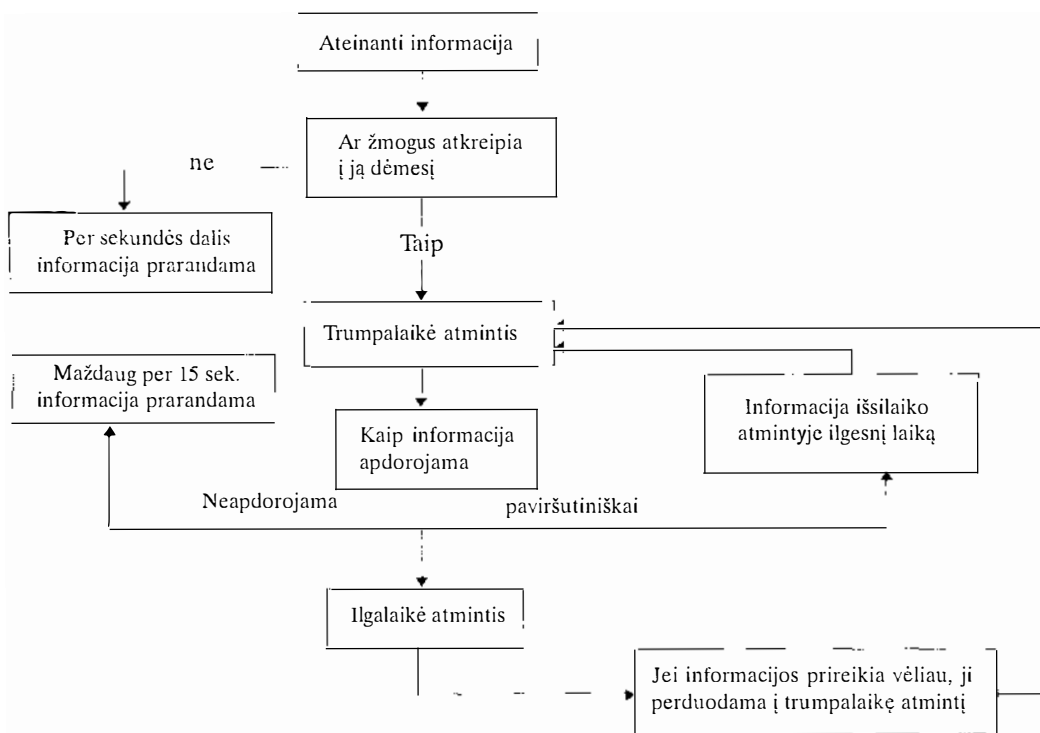 Ateinanti informacija
Ar žmogus atkreipia
į ją dėmesį
ne
Per sekundės dalis
informacija prarandama
Taip
Trumpalaikė atmintis
Maždaug per 15 sek.
informacija prarandama
Kaip informacija
apdorojama
Informacija išsilaiko
atmintyje ilgesnį laiką
Neapdorojama
paviršutiniškai
Ilgalaikė atmintis
Jei informacijos prireikia vėliau, ji
perduodama į trumpalaikę atmintį